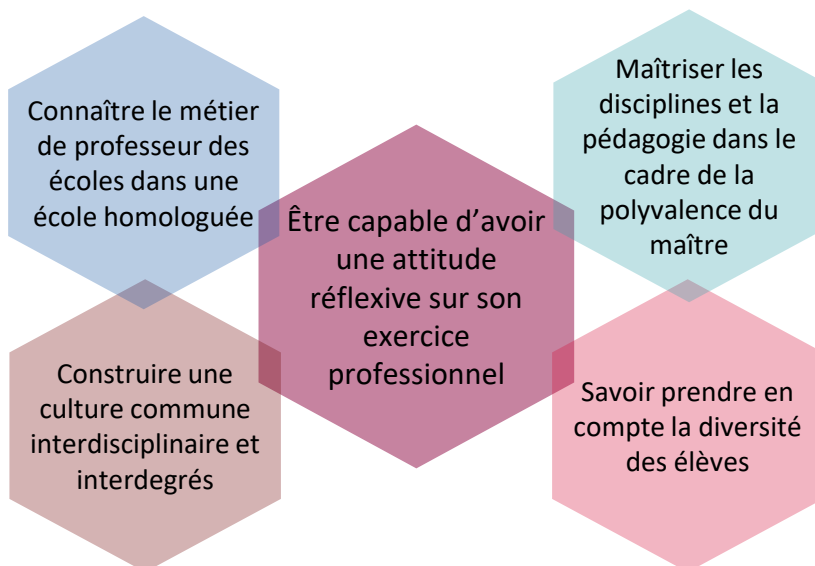 Connaître le métier
de professeur des
écoles dans une
école homologuée
Maîtriser les
disciplines et la
pédagogie dans le
cadre de la
polyvalence du
maître
Être capable d’avoir
une attitude
réflexive sur son
exercice
professionnel
Construire une
culture commune
interdisciplinaire et
interdegrés
Savoir prendre en
compte la diversité
des élèves